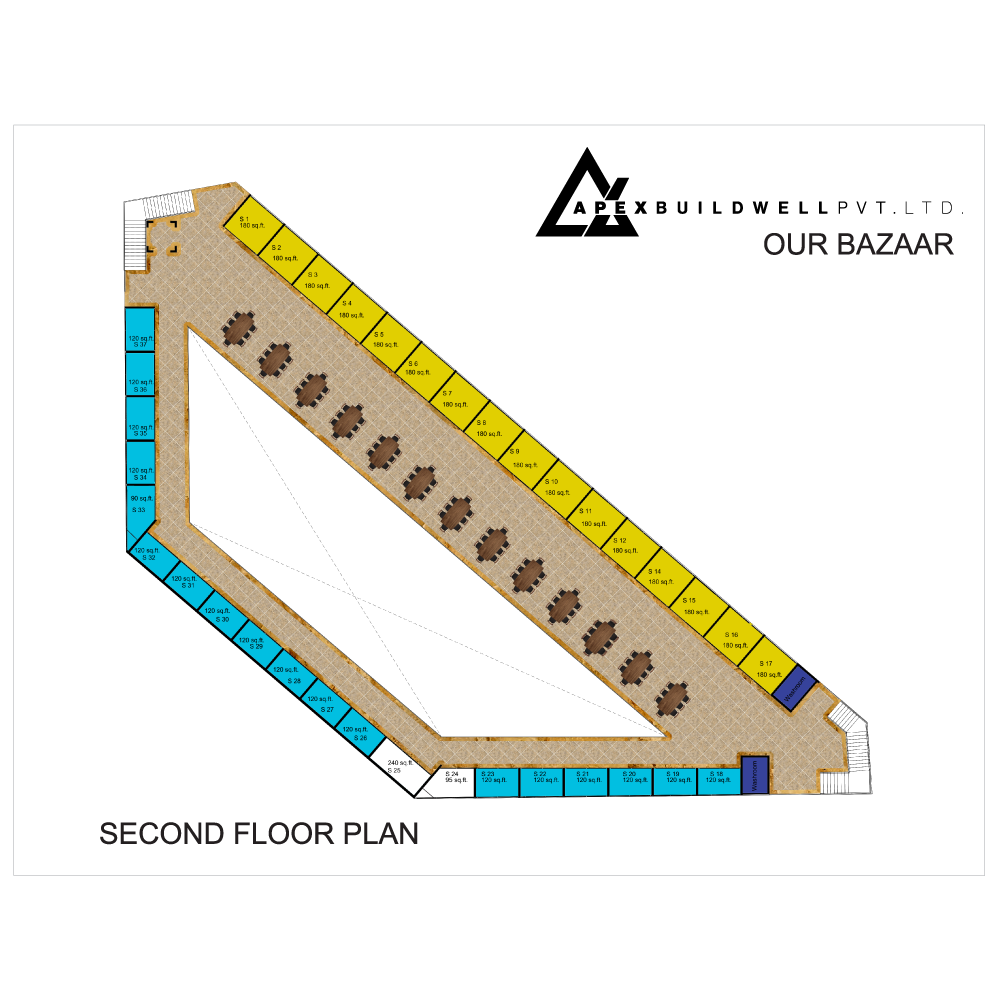 APEXBUILDWELLPVT.LTD.
OUR BAZAAR
S 1
180 sq.ft.
S 2
180 sq.ft.
S 3
180 sq.ft.
S 4
180 sq.ft.
S 5
180 sq.ft.
S 6
180 sq.ft.
S 7
180 sq.ft.
S 8
180 sq.ft.
S 9
180 sq.ft.
S 10
180 sq.ft.
S 11
180 sq.ft.
S 12
180 sq.ft.
S 14
180 sq.ft.
S 15
180 sq.ft.
S 16
180 sq.ft.
S 17
180 sq.ft.
Washroom
120 sq.ft.
S 37
120 sq.ft.
S 36
120 sq.ft.
S 35
120 sq.ft.
S 34
90 sq.ft.
S 33
120 sq.ft.
S 32
120 sq.ft.
S 31
120 sq.ft.
S 30
120 sq.ft.
S 29
120 sq.ft.
S 28
120 sq.ft.
S 27
120 sq.ft.
S 26
240 sq.ft.
S 25
S 24
95 sq.ft.
S 23
120 sq.ft.
S 22
120 sq.ft.
S 21
120 sq.ft.
S 20
120 sq.ft.
S 19
120 sq.ft.
S 18
120 sq.ft.
Washroom
SECOND FLOOR PLAN